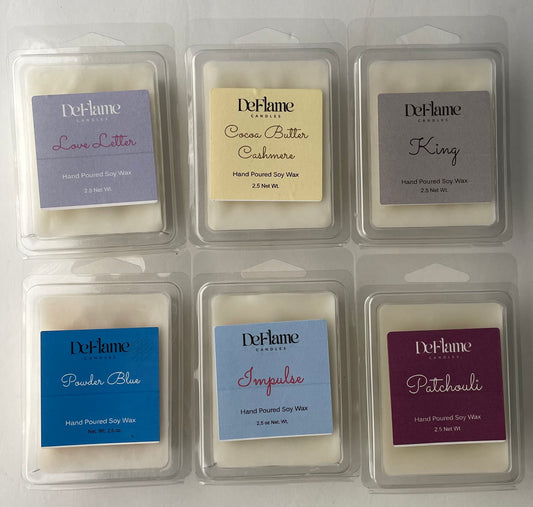 DeFlame
CANDLES
Love Letter
Hand Poured Soy Wax
2.5 Net Wt.
DeFlame
CANDLES
Cocoa Butter
Cashmere
Hand Poured Soy Wax
2.5 Net Wt.
DeFlame
CANDLES
King
Hand Poured Soy Wax
2.5 Net Wt.
DeFlame
CANDLES
Powder Blue
Hand Poured Soy Wax
Net. Wt. 2.5 oz.
DeFlame
CANDLES
Impulse
Hand Poured Soy Wax
2.5 oz Net. Wt.
DeFlame
CANDLES
Patchouli
Hand Poured Soy Wax
2.5 Net Wt